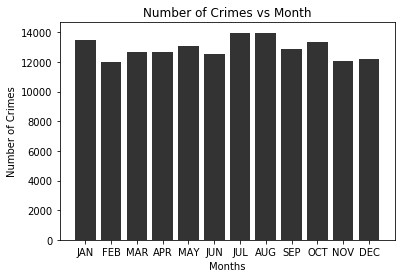 Number of Crimes vs Month
14000
12000
10000
8000
6000
4000
2000
0
Number of Crimes
JAN FEB MAR APR MAY JUN JUL AUG SEP OCT NOV DEC
Months